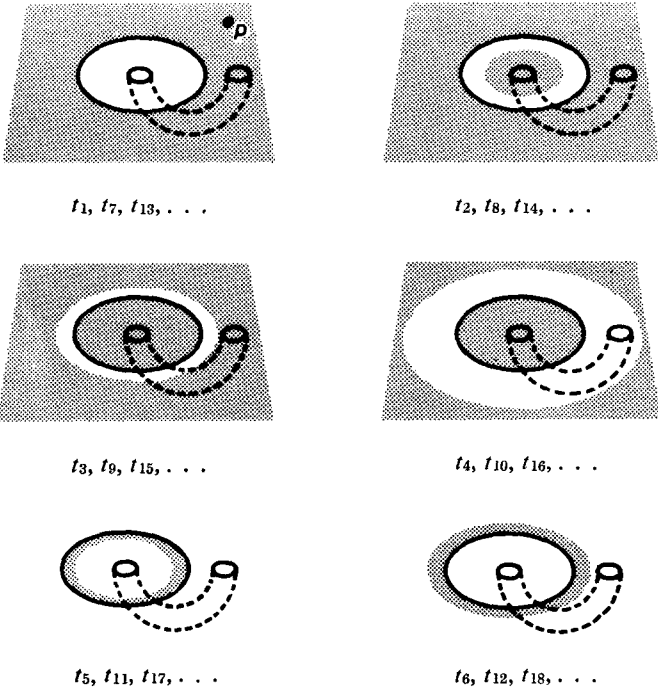 p
t1, t7, t13, . . .
t2, t8, t14, . . .
t3, t9, t15, . . .
t4, t10, t16, . . .
t5, t11, t17, . . .
t6, t12, t18, . . .